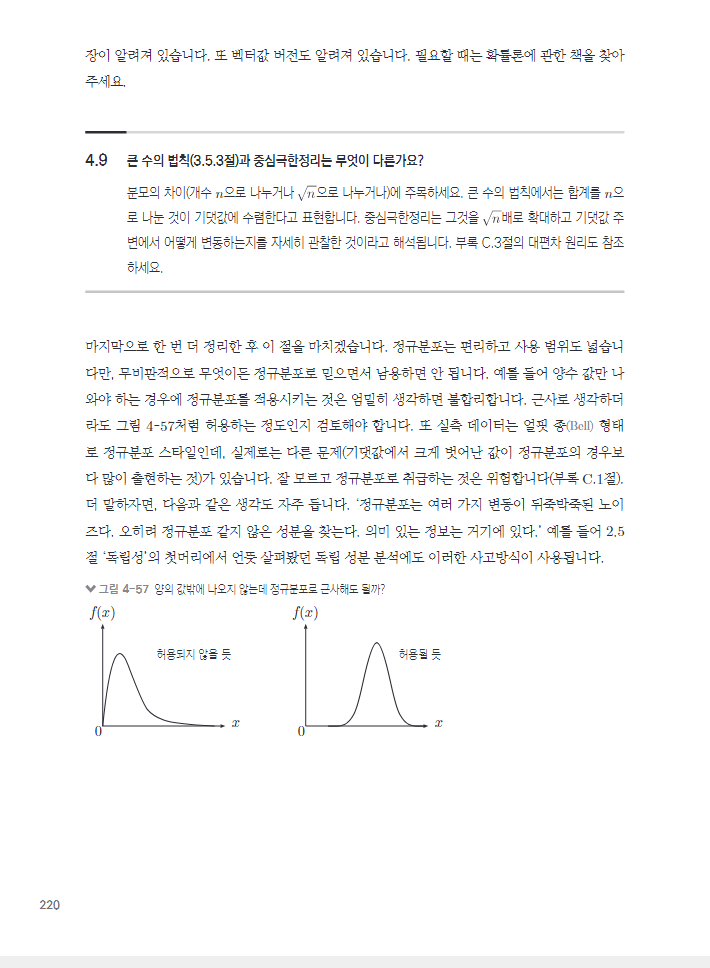 장이 알려져 있습니다. 또 벡터값 버전도 알려져 있습니다. 필요할 때는 확률론에 관한 책을 찾아
주세요.
4.9 큰 수의 법칙(3.5.3절)과 중심극한정리는 무엇이 다른가요?
분모의 차이(개수 n으로 나누거나 √n으로 나누거나)에 주목하세요. 큰 수의 법칙에서는 합계를 n으
로 나눈 것이 기댓값에 수렴한다고 표현합니다. 중심극한정리는 그것을 √n배로 확대하고 기댓값 주
변에서 어떻게 변동하는지를 자세히 관찰한 것이라고 해석됩니다. 부록 C.3절의 대편차 원리도 참조
하세요.
마지막으로 한 번 더 정리한 후 이 절을 마치겠습니다. 정규분포는 편리하고 사용 범위도 넓습니
다만, 무비판적으로 무엇이든 정규분포로 믿으면서 남용하면 안 됩니다. 예를 들어 양수 값만 나
와야 하는 경우에 정규분포를 적용시키는 것은 엄밀히 생각하면 불합리합니다. 근사로 생각하더
라도 그림 4-57처럼 허용하는 정도인지 검토해야 합니다. 또 실측 데이터는 얼핏 종(Bell) 형태
로 정규분포 스타일인데, 실제로는 다른 문제(기댓값에서 크게 벗어난 값이 정규분포의 경우보
다 많이 출현하는 것)가 있습니다. 잘 모르고 정규분포로 취급하는 것은 위험합니다(부록 C.1절).
더 말하자면, 다음과 같은 생각도 자주 듭니다. ‘정규분포는 여러 가지 변동이 뒤죽박죽된 노이
즈다. 오히려 정규분포 같지 않은 성분을 찾는다. 의미 있는 정보는 거기에 있다.’ 예를 들어 2.5
절 ‘독립성’의 첫머리에서 언뜻 살펴봤던 독립 성분 분석에도 이러한 사고방식이 사용됩니다.
그림 4-57 양의 값밖에 나오지 않는데 정규분포로 근사해도 될까?
f(x) f(x)
허용되지 않을 듯 허용될 듯
0 x 0 x
220